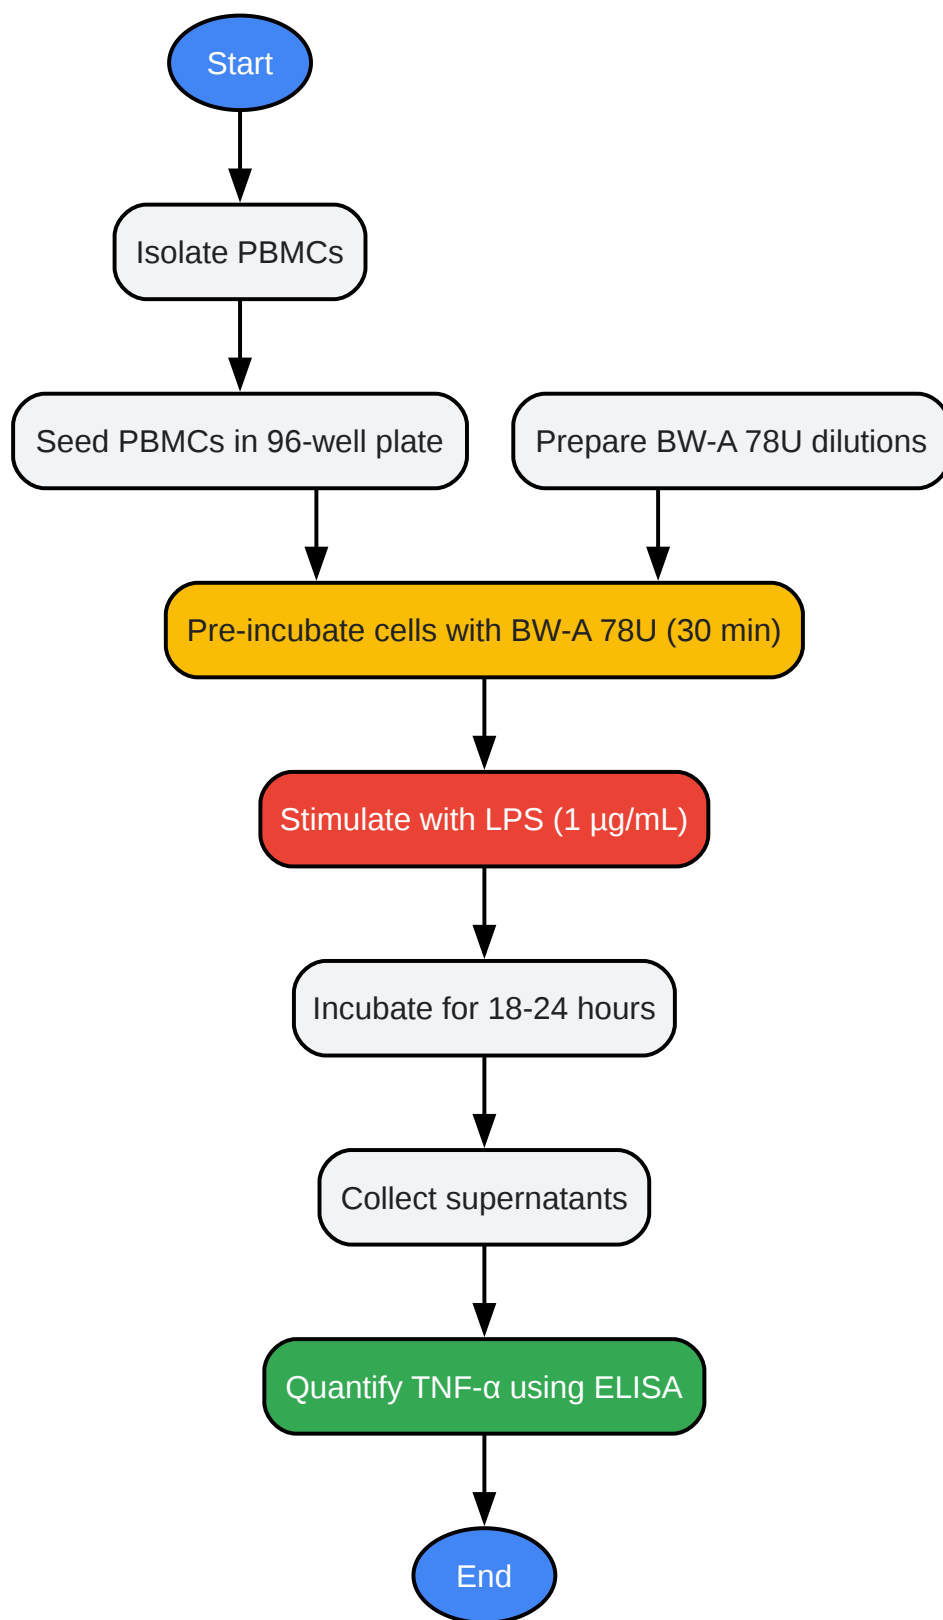 Start
Isolate PBMCs
Seed PBMCs in 96-well plate
Prepare BW-A 78U dilutions
Pre-incubate cells with BW-A 78U (30 min)
Stimulate with LPS (1 µg/mL)
Incubate for 18-24 hours
Collect supernatants
Quantify TNF-α using ELISA
End